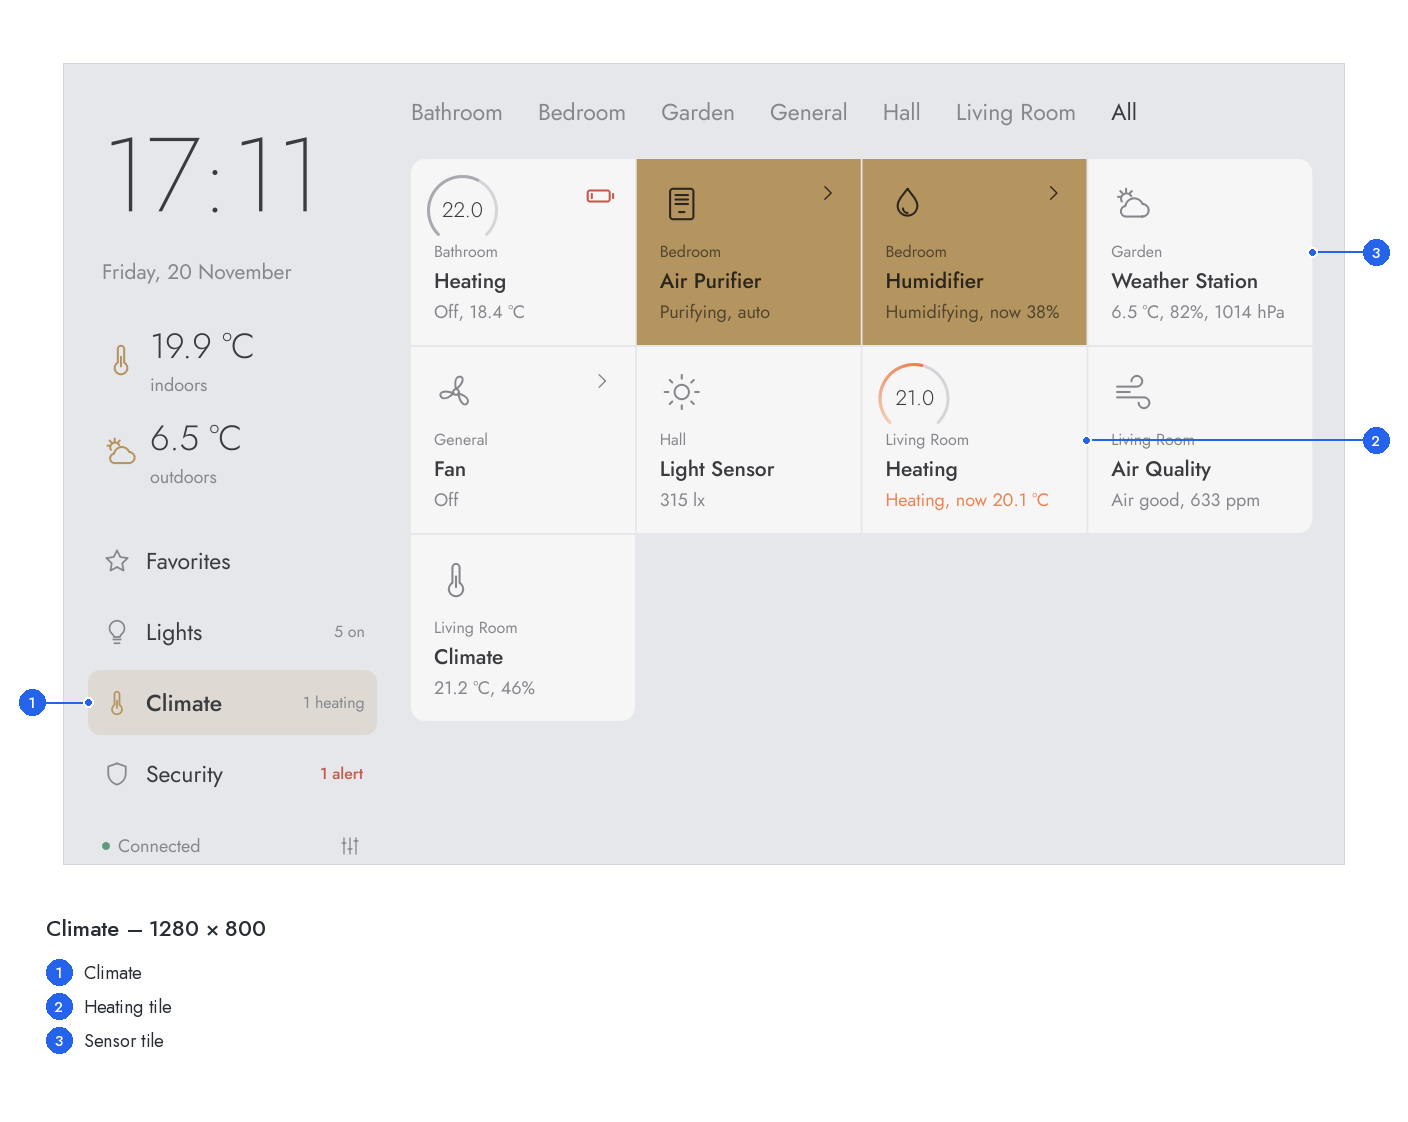 17:11
Friday, 20 November
19.9 °C
indoors
6.5 °C
outdoors
Favorites
Lights
5 on
Climate
1 heating
Security
1 alert
Connected
Bathroom Bedroom Garden General Hall Living Room All
22.0
Bathroom
Heating
Off, 18.4 °C
Bedroom
Air Purifier
Purifying, auto
Bedroom
Humidifier
Humidifying, now 38%
Garden
Weather Station
6.5 °C, 82%, 1014 hPa
General
Fan
Off
Hall
Light Sensor
315 lx
21.0
Living Room
Heating
Heating, now 20.1 °C
Living Room
Air Quality
Air good, 633 ppm
Living Room
Climate
21.2 °C, 46%
1
3
2
Climate – 1280 × 800
1 Climate
2 Heating tile
3 Sensor tile